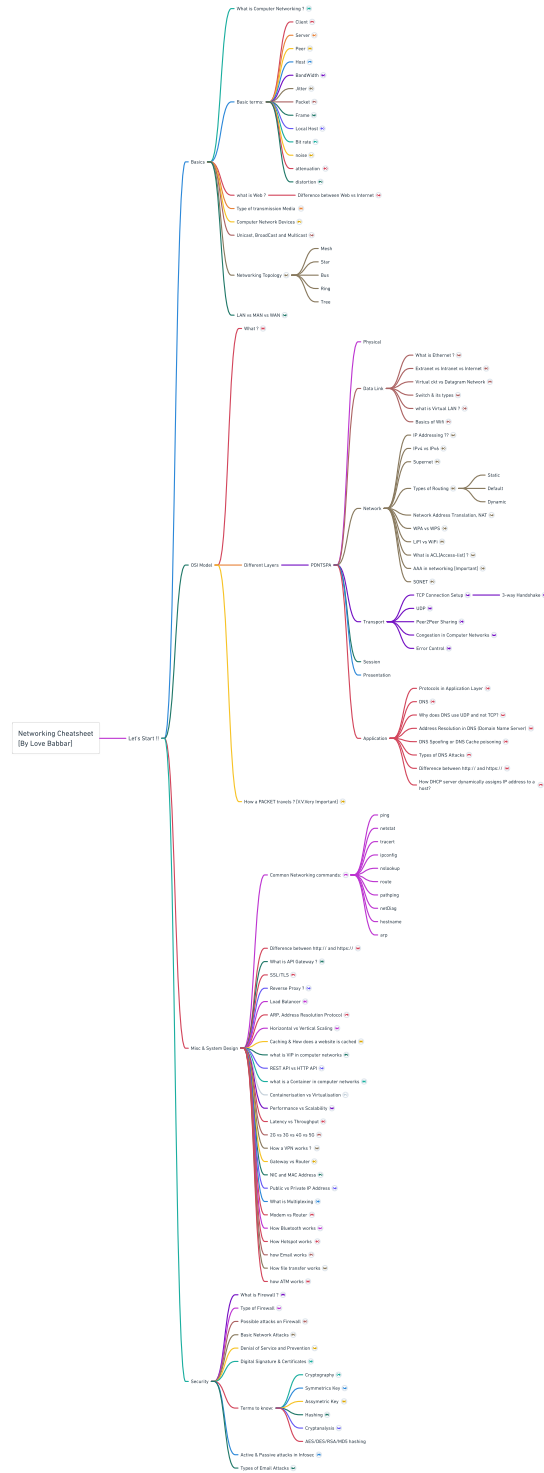 What is Computer Networking ?
Client
Server
Peer
Host
BandWidth
Jitter
Packet
Frame
Local Host
Bit rate
noise
attenuation
distortion
Basic terms:
Basics
what is Web ?
Difference between Web vs Internet
Type of transmission Media
Computer Network Devices
Unicast, BroadCast and Multicast
Mesh
Star
Bus
Ring
Tree
Networking Topology
LAN vs MAN vs WAN
What ?
Physical
What is Ethernet ?
Extranet vs Intranet vs Internet
Virtual ckt vs Datagram Network
Switch & its types
what is Virtual LAN ?
Basics of Wifi
Data Link
IP Addressing ??
IPv4 vs IPv6
Supernet
Types of Routing
Static
Default
Dynamic
Network Address Translation, NAT
WPA vs WPS
LiFi vs WiFi
What is ACL[Access-list] ?
AAA in networking [Important]
SONET
Network
TCP Connection Setup
3-way Handshake
UDP
Peer2Peer Sharing
Congestion in Computer Networks
Error Control
Transport
OSI Model
Different Layers
PDNTSPA
Session
Presentation
Protocols in Application Layer
DNS
Why does DNS use UDP and not TCP?
Address Resolution in DNS (Domain Name Server)
DNS Spoofing or DNS Cache poisoning
Types of DNS Attacks
Difference between http:// and https://
How DHCP server dynamically assigns IP address to a
host?
Application
Networking Cheatsheet
[By Love Babbar]
Let's Start !!
How a PACKET travels ? [V.V.Very Important]
ping
netstat
tracert
ipconfig
nslookup
route
pathping
netDiag
hostname
arp
Common Networking commands:
Difference between http:// and https://
What is API Gateway ?
SSL/TLS
Reverse Proxy ?
Load Balancer
ARP, Address Resolution Protocol
Horizontal vs Vertical Scaling
Caching & How does a website is cached
what is VIP in computer networks
Misc & System Design
REST API vs HTTP API
what is a Container in computer networks
Containerisation vs Virtualisation
Performance vs Scalability
Latency vs Throughput
2G vs 3G vs 4G vs 5G
How a VPN works ?
Gateway vs Router
NIC and MAC Address
Public vs Private IP Address
What is Multiplexing
Modem vs Router
How Bluetooth works
How Hotspot works
how Email works
How file transfer works
how ATM works
What is Firewall ?
Type of Firewall
Possible attacks on Firewall
Basic Network Attacks
Denial of Service and Prevention
Digital Signature & Certificates
Security
Cryptography
Symmetrics Key
Assymetric Key
Hashing
Cryptanalysis
AES/DES/RSA/MD5 hashing
Terms to know:
Active & Passive attacks in Infosec
Types of Email Attacks